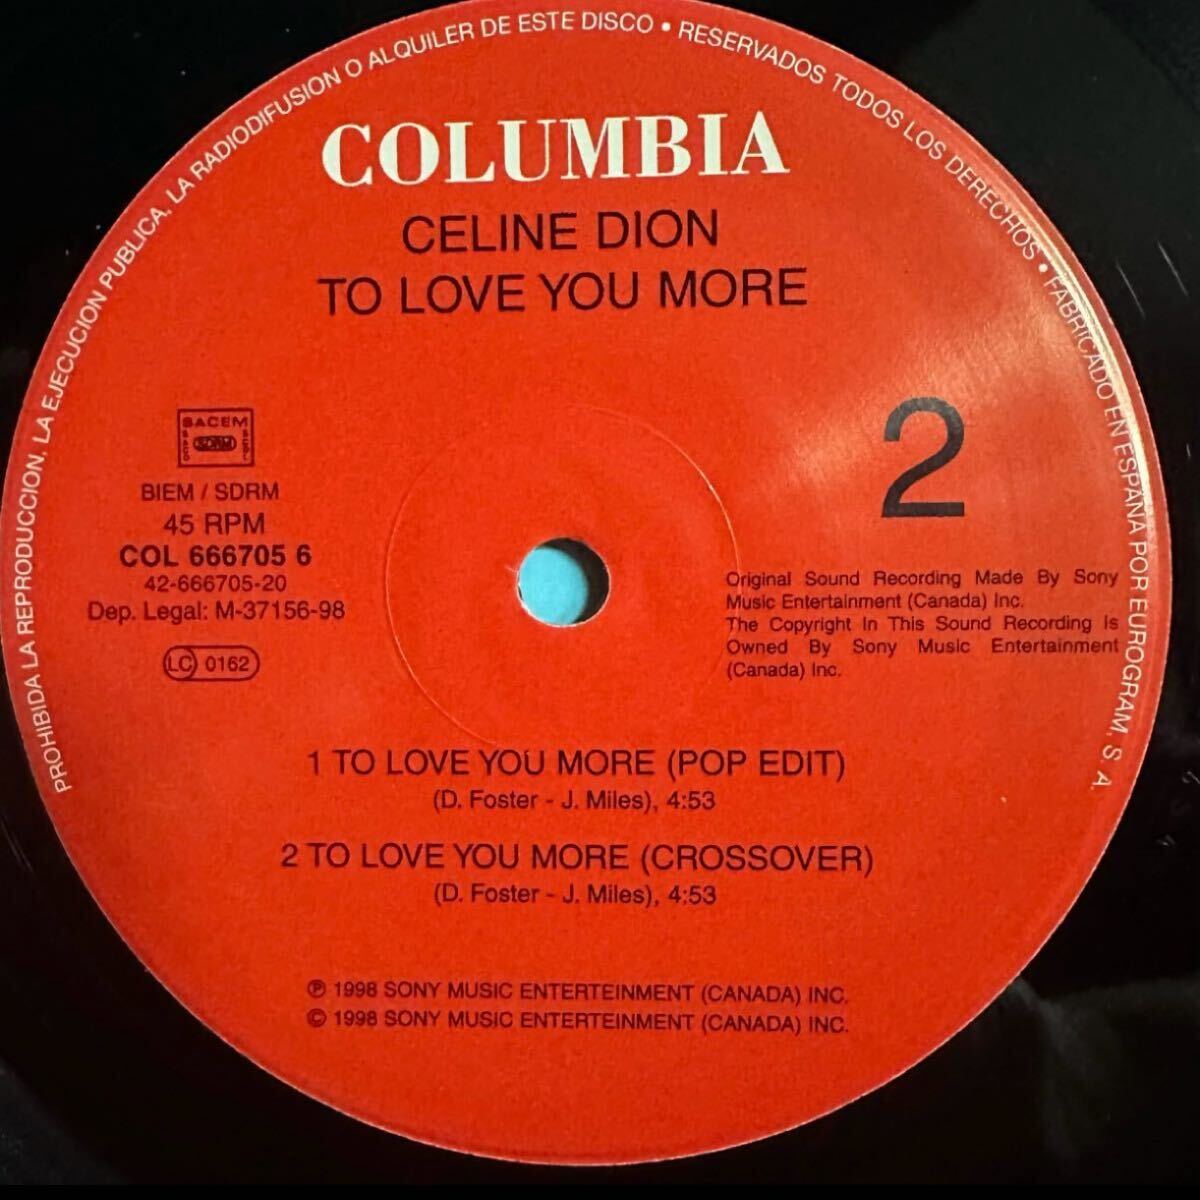 PROHIBIDA LA REPRODUCCION, LA EJECUCION PUBLICA, LA RADIODIFUSION O ALQUILER DE ESTE DISCO • RESERVADOS TODOS LOS DERECHOS • FABRICADO EN ESPAÑA POR EUROGRAM, S. A.
COLUMBIA
CELINE DION
TO LOVE YOU MORE
2
SACEM
SDRM
BIEM / SDRM
45 RPM
COL 666705 6
42-666705-20
Dep. Legal: M-37156-98
LC 0162
Original Sound Recording Made By Sony
Music Entertainment (Canada) Inc.
The Copyright In This Sound Recording Is
Owned By Sony Music Entertainment
(Canada) Inc.
1 TO LOVE YOU MORE (POP EDIT)
(D. Foster - J. Miles), 4:53
2 TO LOVE YOU MORE (CROSSOVER)
(D. Foster - J. Miles), 4:53
℗ 1998 SONY MUSIC ENTERTEINMENT (CANADA) INC.
© 1998 SONY MUSIC ENTERTEINMENT (CANADA) INC.